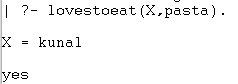 | ?- lovestoeat(X,pasta).
X = kunal
yes